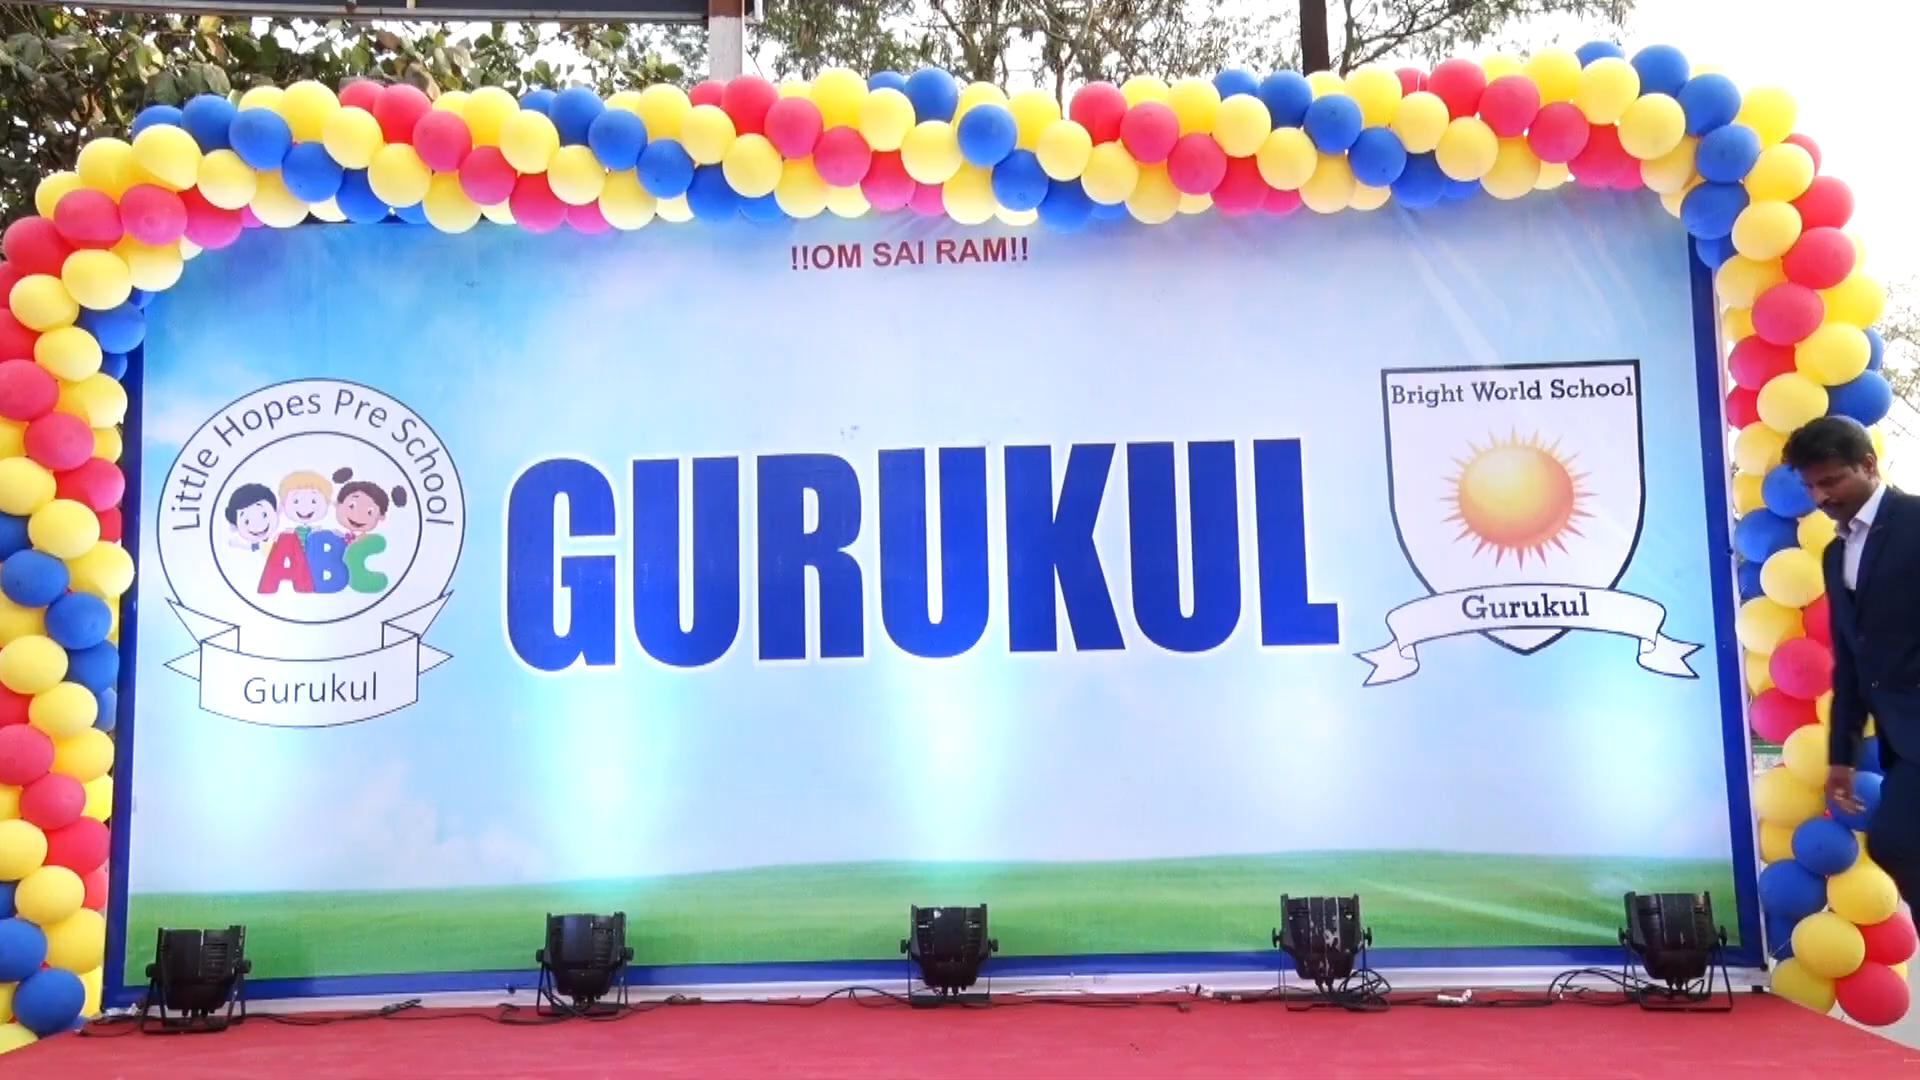 !!OM SAI RAM!!
Little Hopes Pre School
ABC
Gurukul
GURUKUL
Bright World School
Gurukul